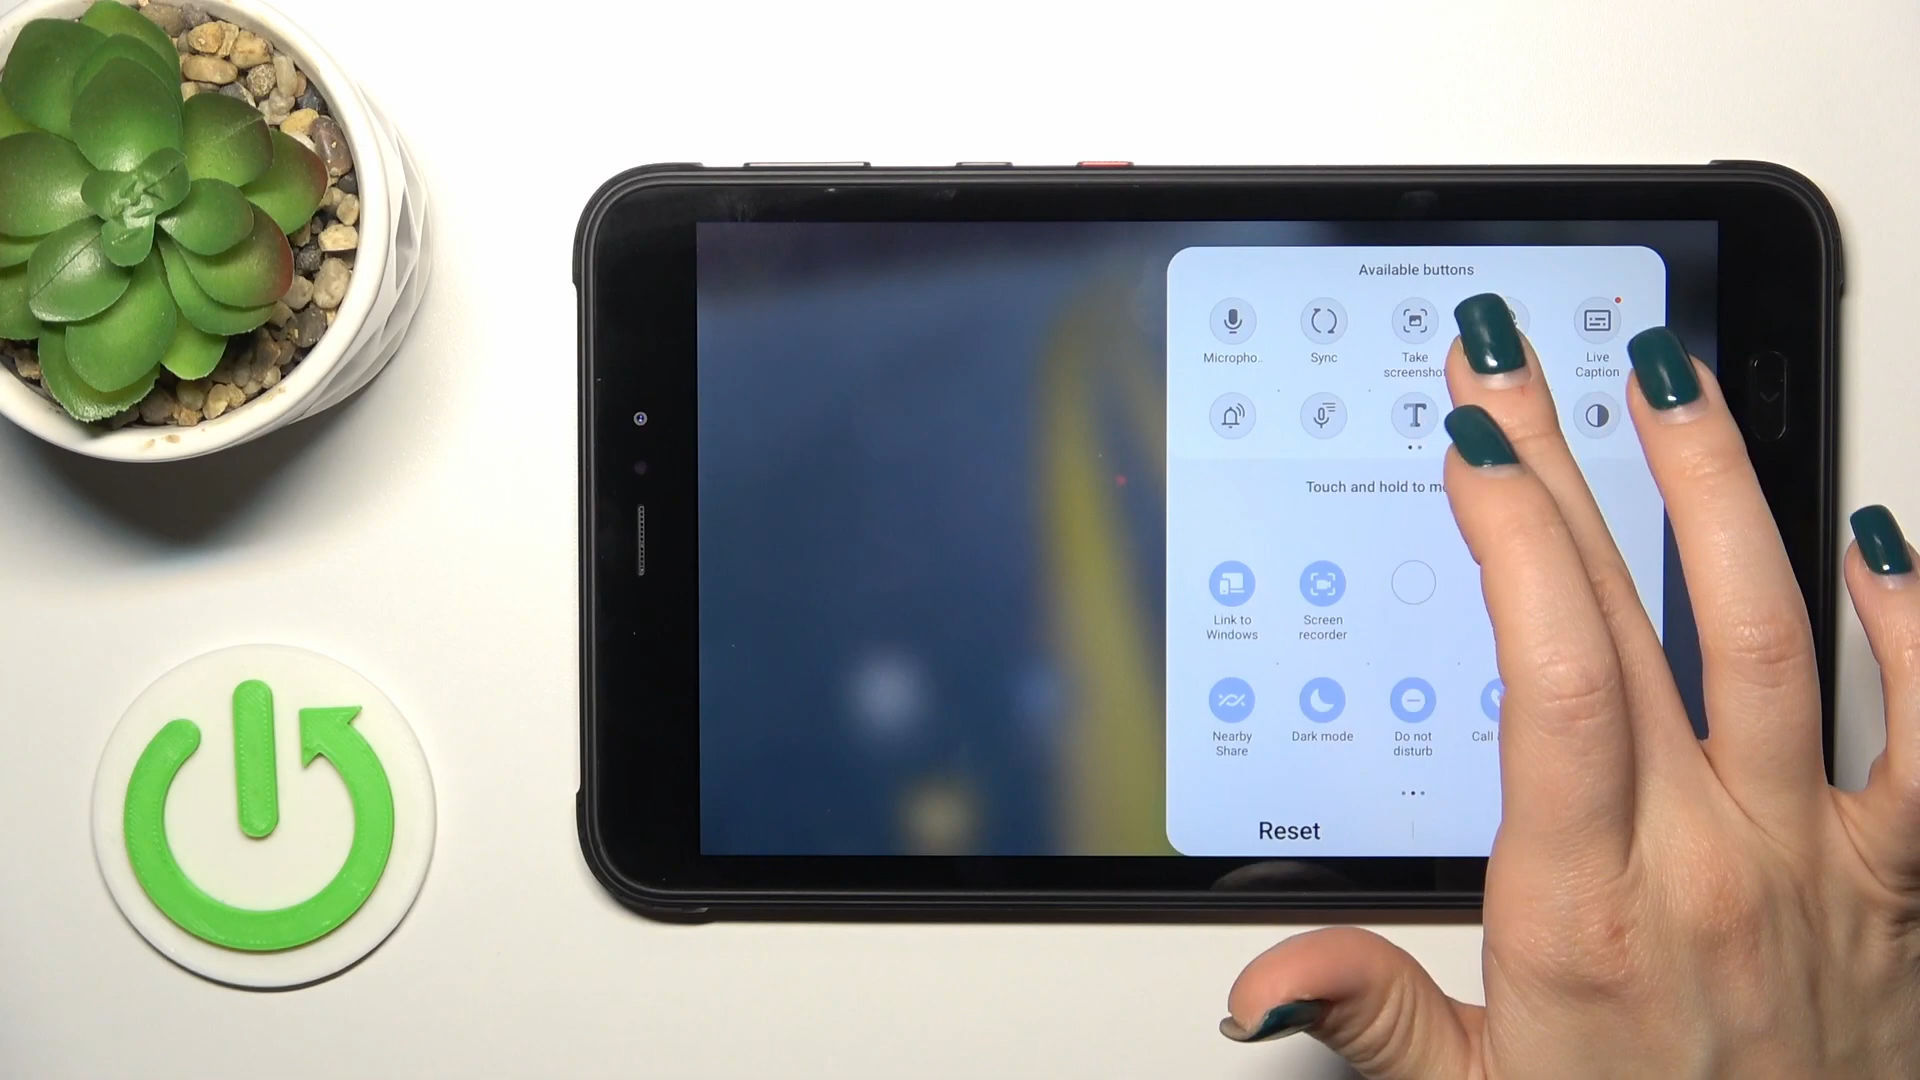 Available buttons
Micropho..
Sync
Take
screenshot
Live
Caption
T
Touch and hold to
Link to
Windows
Screen
recorder
Nearby
Share
Dark mode
Do not
disturb
Call
Reset